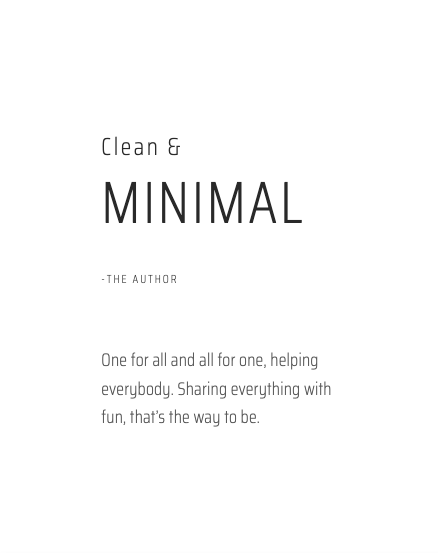 Clean &
MINIMAL
-THE AUTHOR
One for all and all for one, helping
everybody. Sharing everything with
fun, that's the way to be.